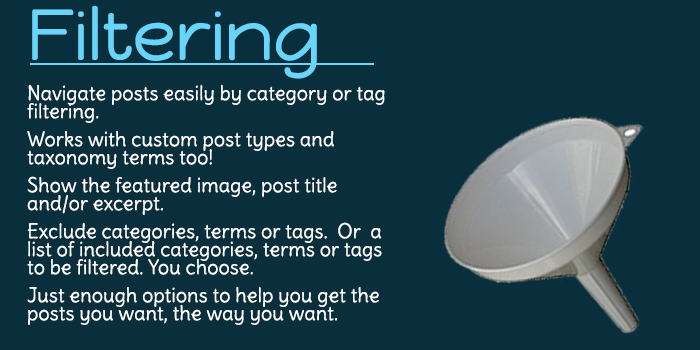 Filtering
Navigate posts easily by category or tag
filtering.
Works with custom post types and
taxonomy terms too!
Show the featured image, post title
and/or excerpt.
Exclude categories, terms or tags.  Or  a
list of included categories, terms or tags
to be filtered. You choose.
Just enough options to help you get the
posts you want, the way you want.